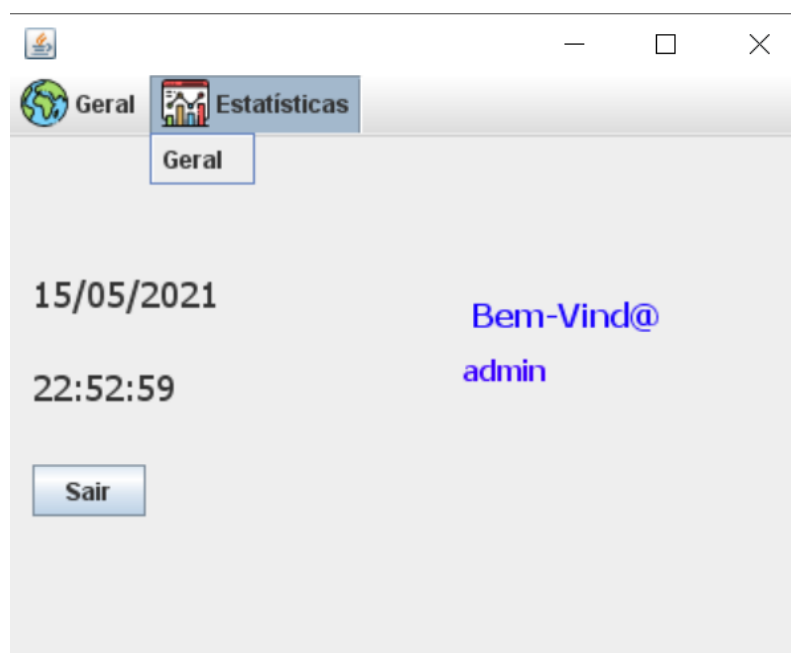 Geral Estatísticas
Geral
15/05/2021
Bem-Vind@
22:52:59
admin
Sair